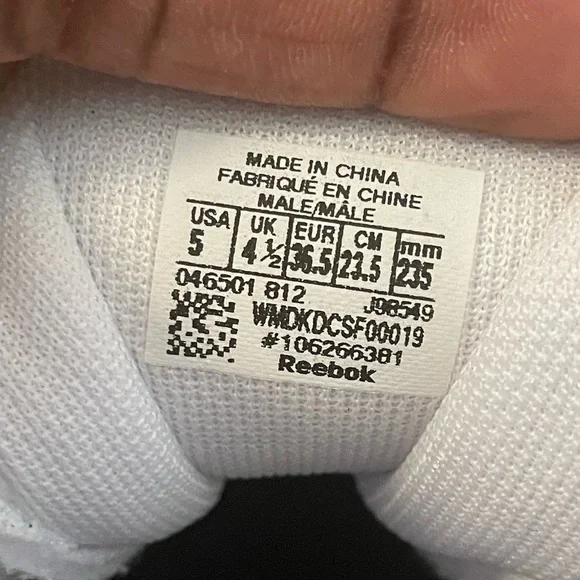 MADE IN CHINA
FABRIQUÉ EN CHINE
MALE/MÂLE
USA UK EUR CM mm
5 4 ½ 36.5 23.5 235
046501 812 J98549
WMDKDCSF00019
#106266381
Reebok